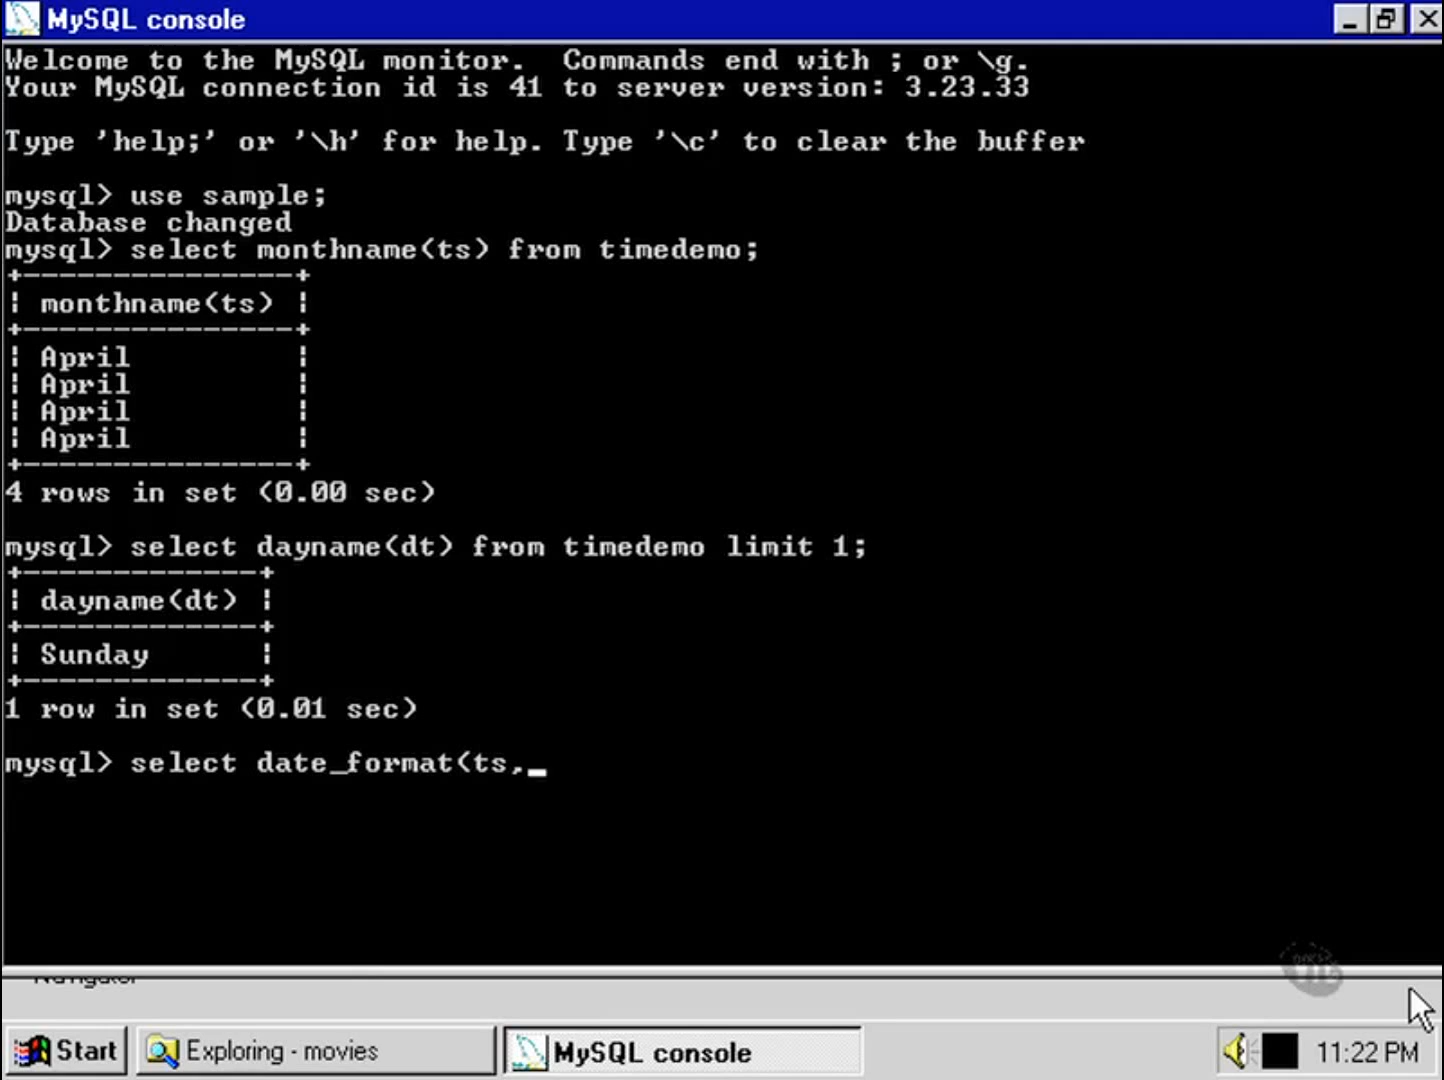 MySQL console
Welcome to the MySQL monitor.  Commands end with ; or \g.
Your MySQL connection id is 41 to server version: 3.23.33
Type 'help;' or '\h' for help. Type '\c' to clear the buffer
mysql> use sample;
Database changed
mysql> select monthname(ts) from timedemo;
+---------------+
| monthname(ts) |
+---------------+
| April         |
| April         |
| April         |
| April         |
+---------------+
4 rows in set (0.00 sec)
mysql> select dayname(dt) from timedemo limit 1;
+-------------+
| dayname(dt) |
+-------------+
| Sunday      |
+-------------+
1 row in set (0.01 sec)
mysql> select date_format(ts,_
Navigator
Start
Exploring - movies
MySQL console
11:22 PM